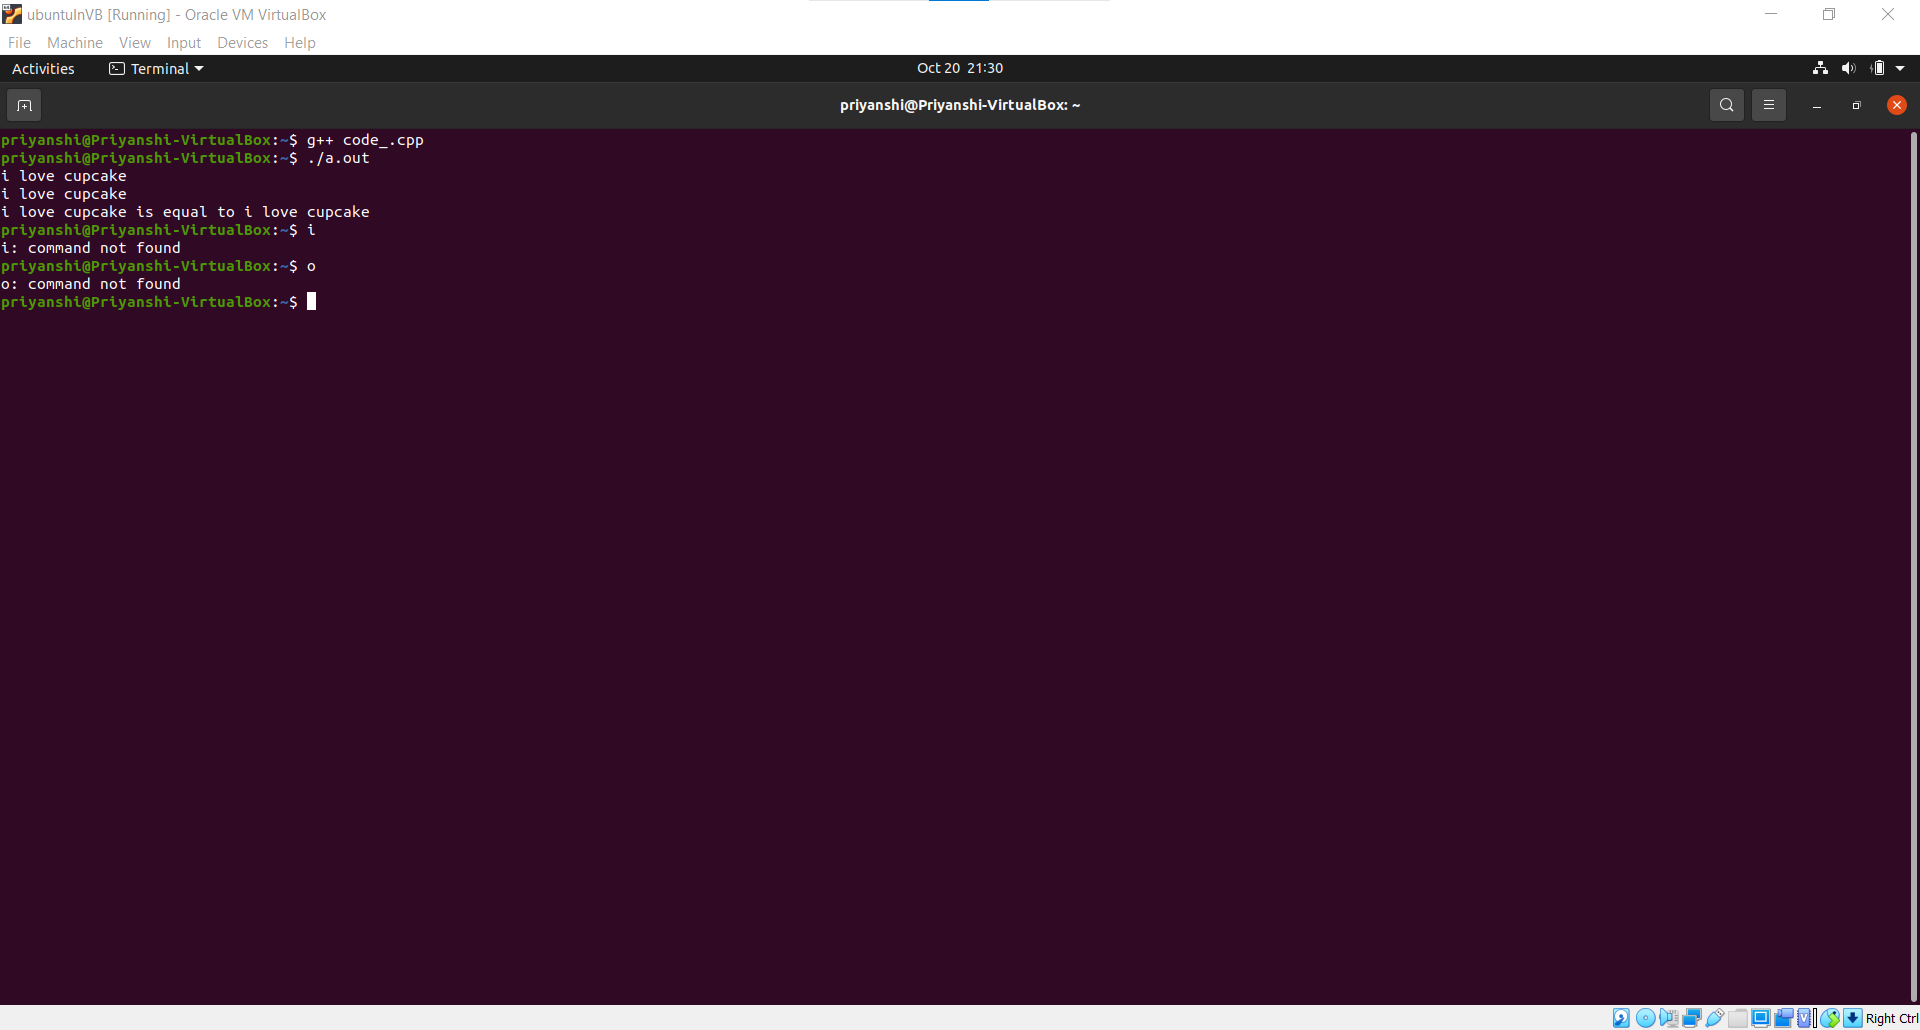 ubuntuInVB [Running] - Oracle VM VirtualBox
File Machine View Input Devices Help
Activities Terminal Oct 20 21:30
priyanshi@Priyanshi-VirtualBox: ~
priyanshi@Priyanshi-VirtualBox:~$ g++ code_.cpp
priyanshi@Priyanshi-VirtualBox:~$ ./a.out
i love cupcake
i love cupcake
i love cupcake is equal to i love cupcake
priyanshi@Priyanshi-VirtualBox:~$ i
i: command not found
priyanshi@Priyanshi-VirtualBox:~$ o
o: command not found
priyanshi@Priyanshi-VirtualBox:~$
Right Ctrl